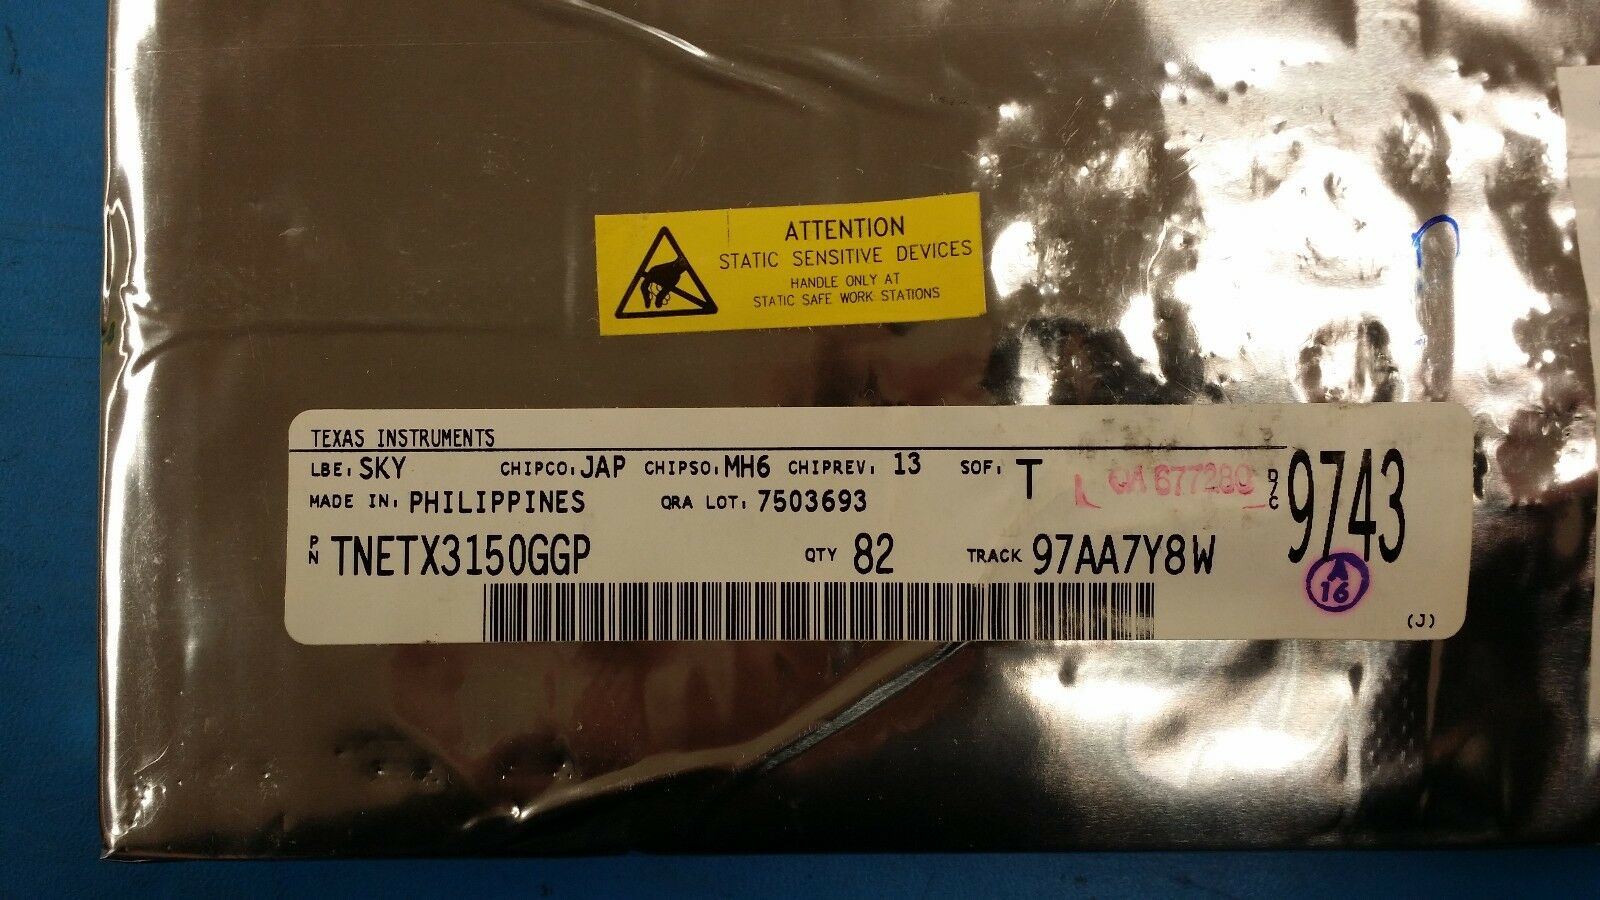 ATTENTION
STATIC SENSITIVE DEVICES
HANDLE ONLY AT
STATIC SAFE WORK STATIONS
TEXAS INSTRUMENTS
LBE: SKY CHIPCO: JAP CHIPSO: MH6 CHIPREV: 13 SOF: T
MADE IN: PHILIPPINES QRA LOT: 7503693
D/C 9743
PN TNETX3150GGP QTY 82 TRACK 97AA7Y8W
A
16
(J)